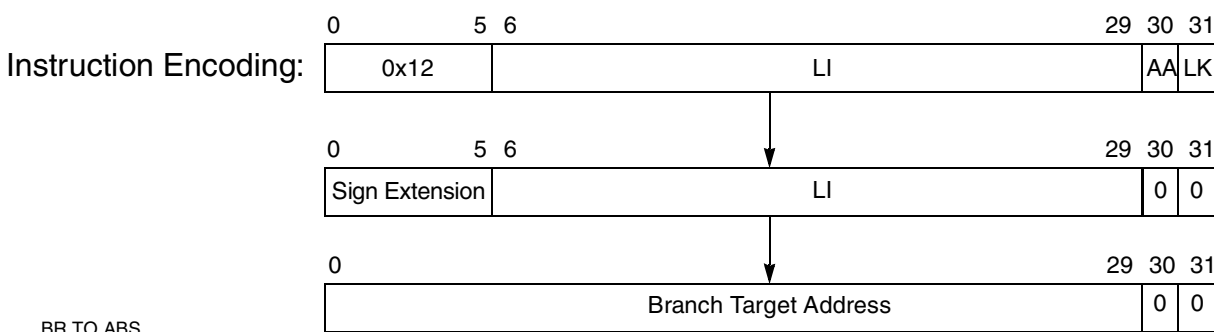 0 5 6 29 30 31
Instruction Encoding: 0x12 LI AA LK
0 5 6 29 30 31
Sign Extension LI 0 0
0 29 30 31
Branch Target Address 0 0
BR TO ABS